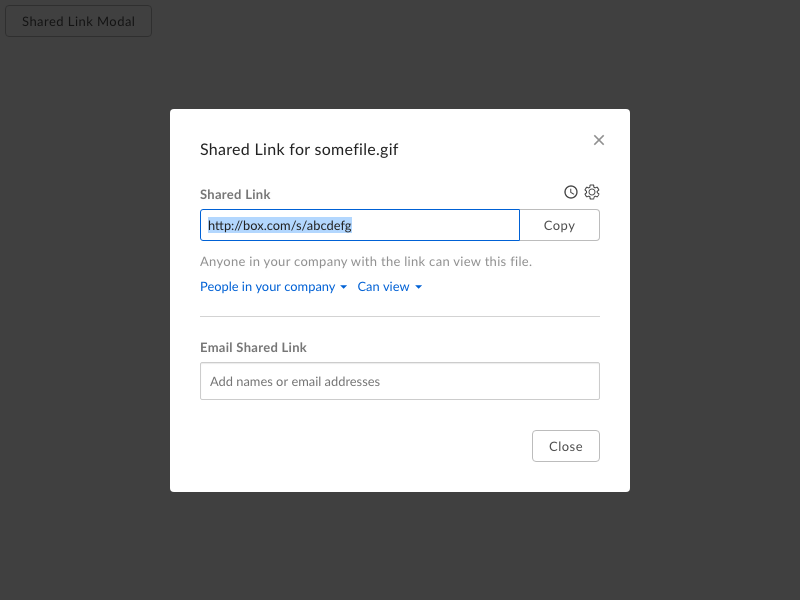 Shared Link Modal
Shared Link for somefile.gif
Shared Link
http://box.com/s/abcdefg
Copy
Anyone in your company with the link can view this file.
People in your company Can view
Email Shared Link
Add names or email addresses
Close